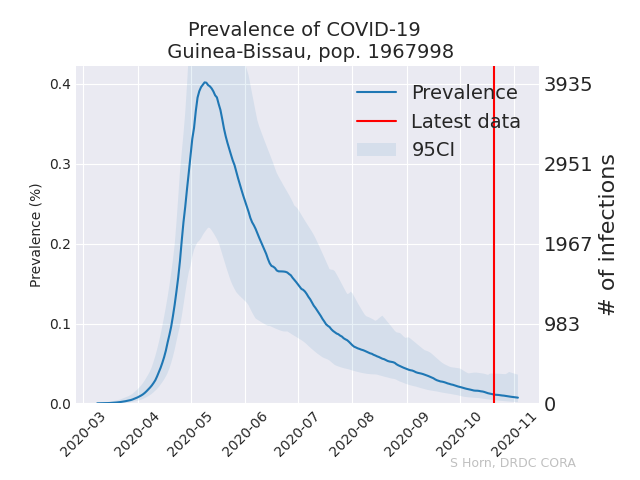 Prevalence of COVID-19
Guinea-Bissau, pop. 1967998
Prevalence
Latest data
95CI
Prevalence (%)
0.4
0.3
0.2
0.1
0.0
3935
2951
1967
983
0
# of infections
2020-03
2020-04
2020-05
2020-06
2020-07
2020-08
2020-09
2020-10
2020-11
S Horn, DRDC CORA